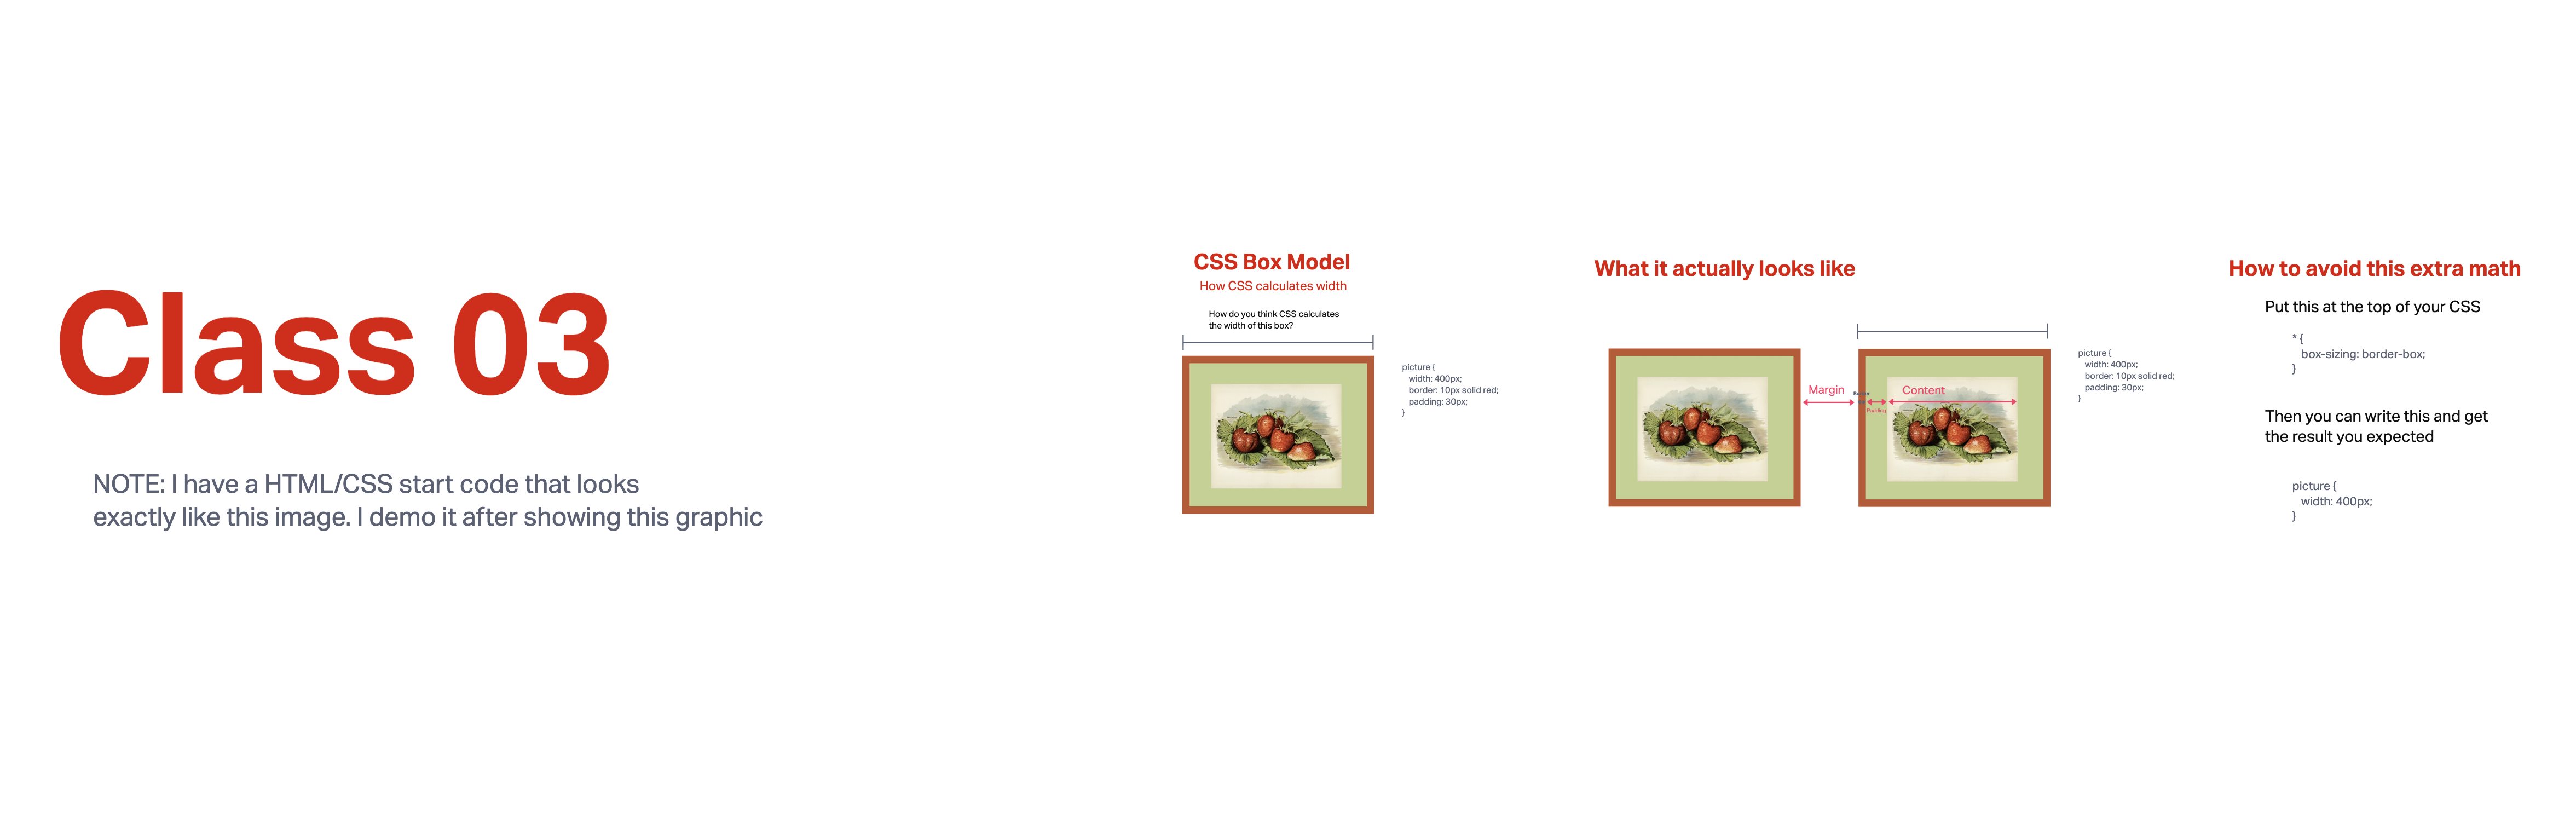 Class 03
NOTE: I have a HTML/CSS start code that looks
exactly like this image. I demo it after showing this graphic
CSS Box Model
How CSS calculates width
How do you think CSS calculates
the width of this box?
picture {
width: 400px;
border: 10px solid red;
padding: 30px;
}
What it actually looks like
Margin
Border
Padding
Content
picture {
width: 400px;
border: 10px solid red;
padding: 30px;
}
How to avoid this extra math
Put this at the top of your CSS
* {
box-sizing: border-box;
}
Then you can write this and get
the result you expected
picture {
width: 400px;
}